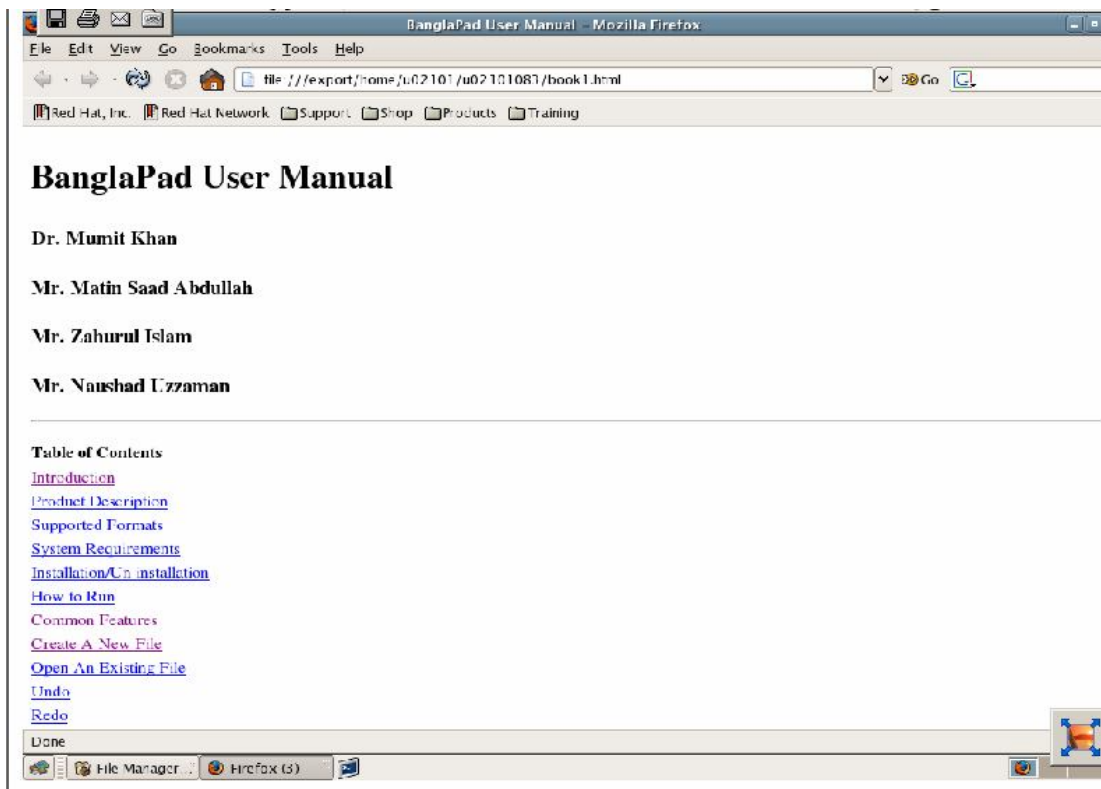 BanglaPad User Manual - Mozilla Firefox
File Edit View Go Bookmarks Tools Help
file:///export/home/u02101/u02101083/book1.html Go
Red Hat, Inc. Red Hat Network Support Shop Products Training
BanglaPad User Manual
Dr. Mumit Khan
Mr. Matin Saad Abdullah
Mr. Zahurul Islam
Mr. Naushad Uzzaman
Table of Contents
Introduction
Product Description
Supported Formats
System Requirements
Installation/Un installation
How to Run
Common Features
Create A New File
Open An Existing File
Undo
Redo
Done
File Manager Firefox (3)